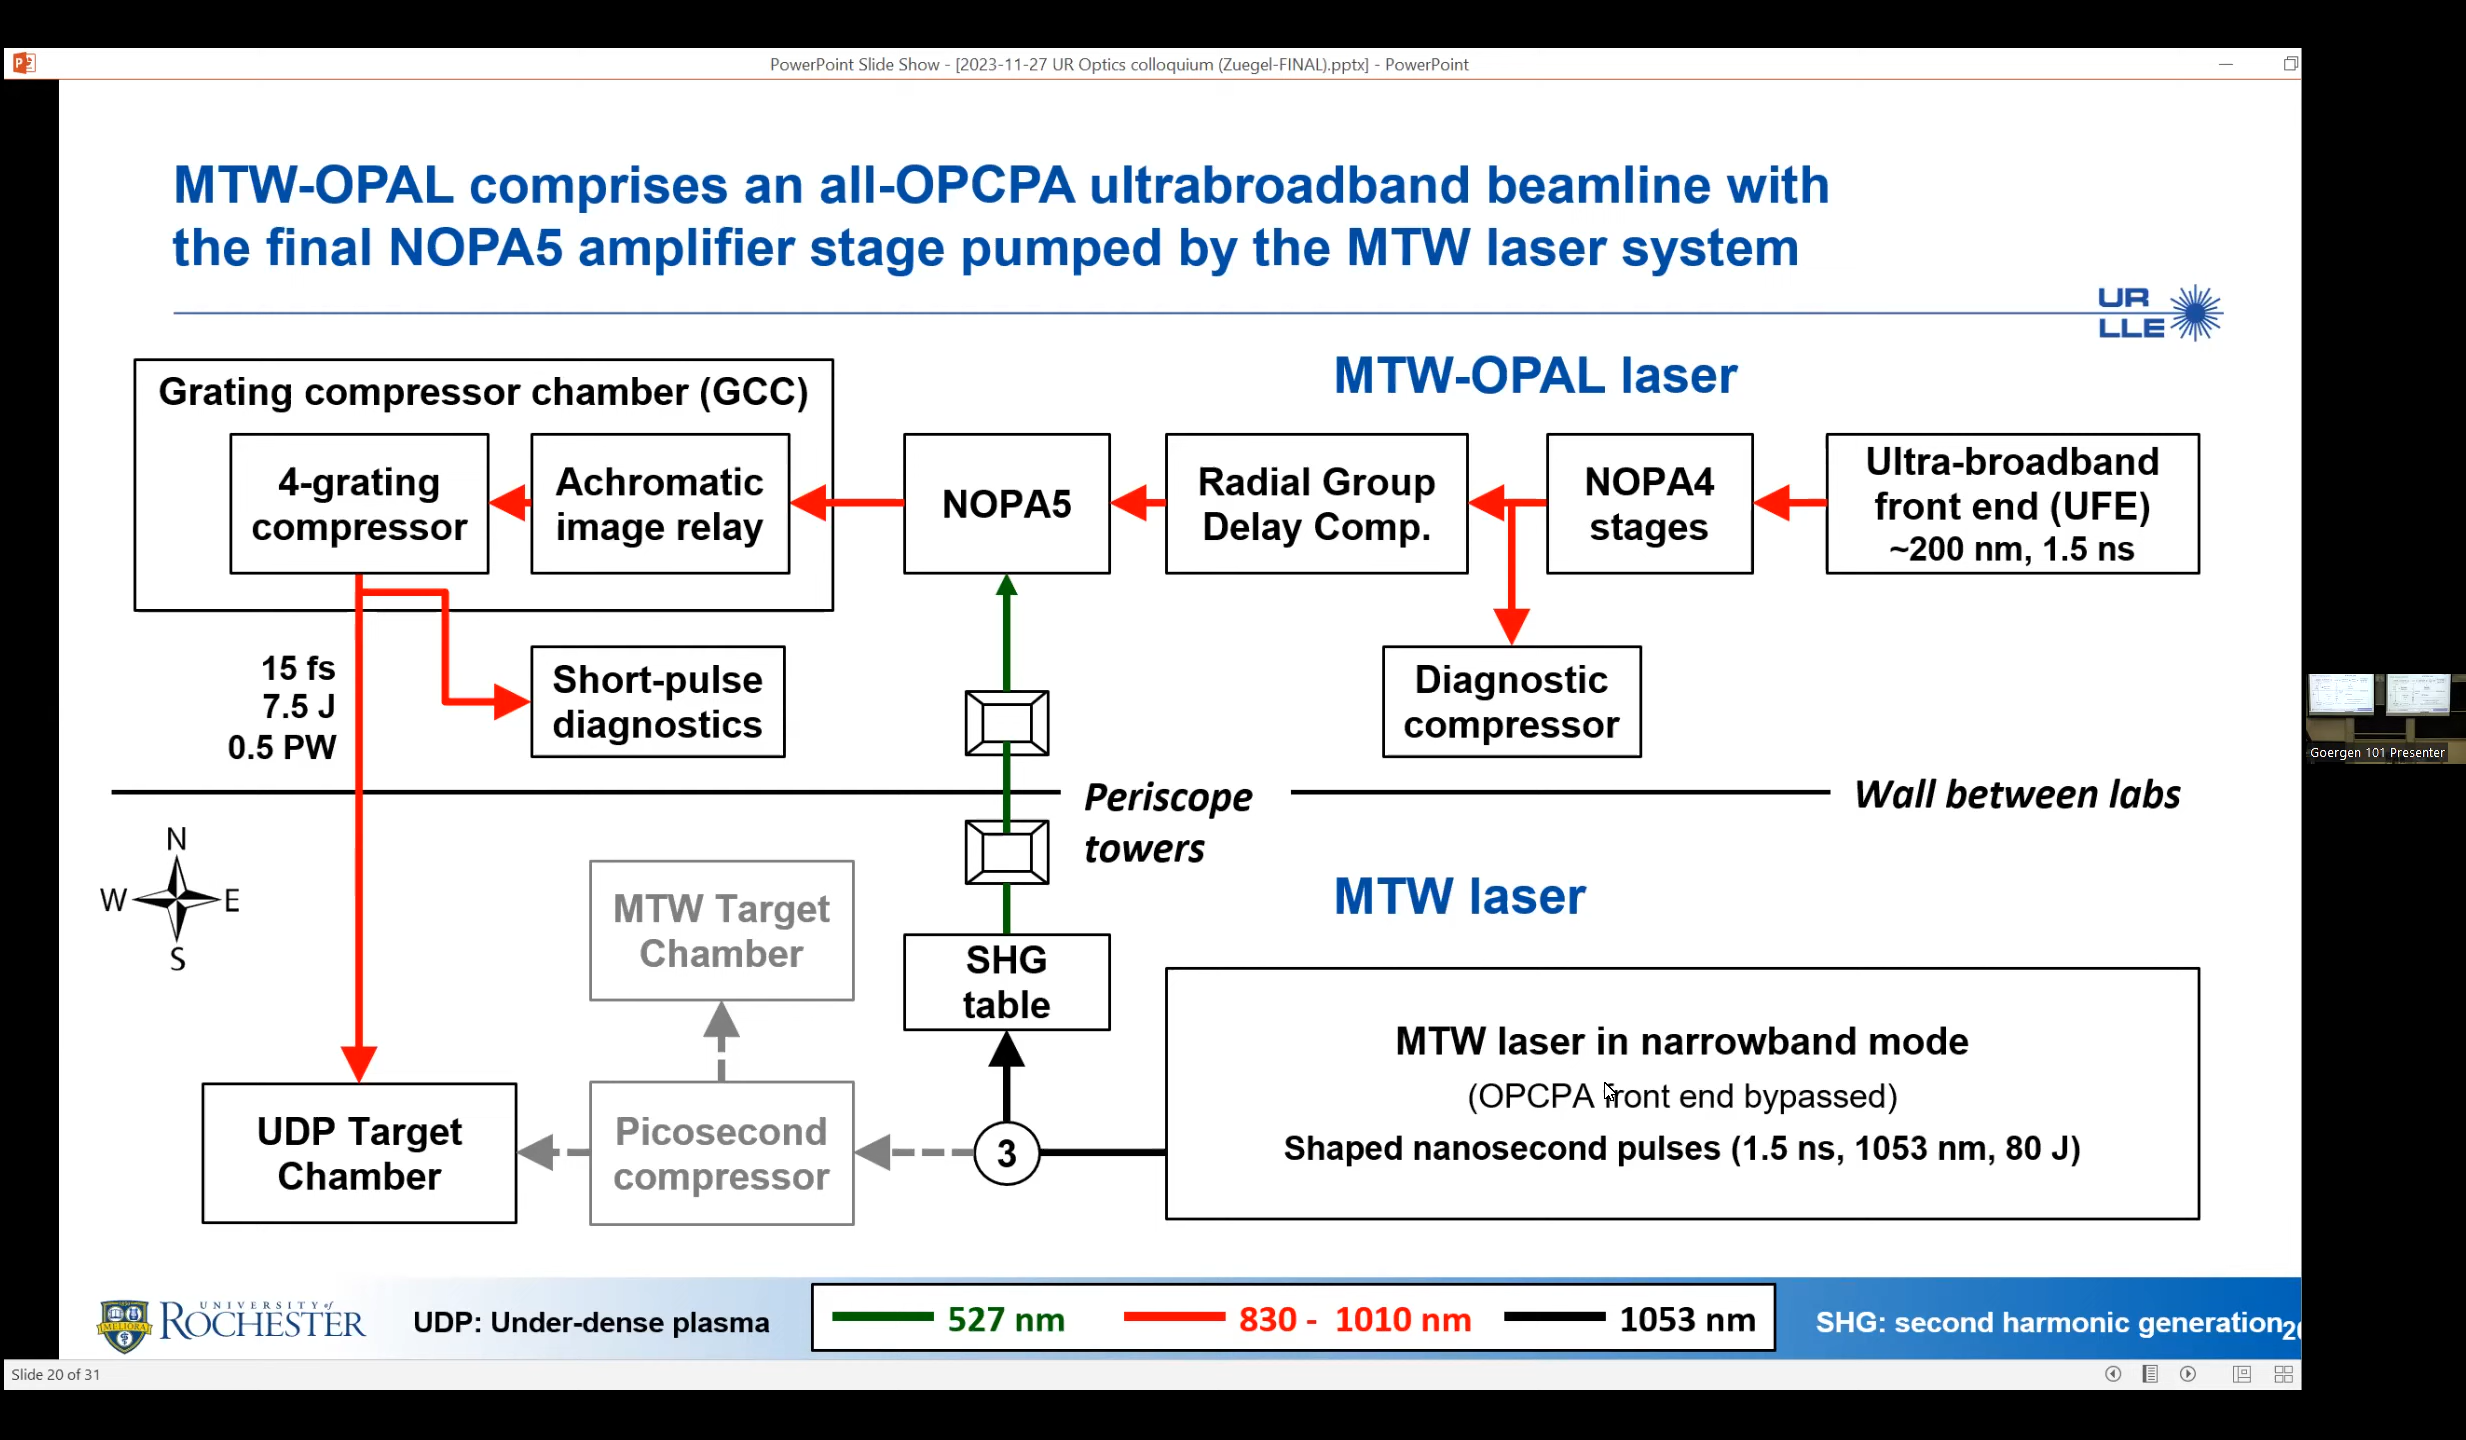 PowerPoint Slide Show - [2023-11-27 UR Optics colloquium (Zuegel-FINAL).pptx] - PowerPoint
MTW-OPAL comprises an all-OPCPA ultrabroadband beamline with
the final NOPA5 amplifier stage pumped by the MTW laser system
UR
LLE
MTW-OPAL laser
Grating compressor chamber (GCC)
4-grating
compressor
Achromatic
image relay
NOPA5
Radial Group
Delay Comp.
NOPA4
stages
Ultra-broadband
front end (UFE)
~200 nm, 1.5 ns
15 fs
7.5 J
0.5 PW
Short-pulse
diagnostics
Diagnostic
compressor
Goergen 101 Presenter
Periscope
towers
Wall between labs
N
W
E
S
MTW laser
MTW Target
Chamber
SHG
table
MTW laser in narrowband mode
(OPCPA front end bypassed)
Shaped nanosecond pulses (1.5 ns, 1053 nm, 80 J)
UDP Target
Chamber
Picosecond
compressor
3
MELIORA
UNIVERSITY of
ROCHESTER
UDP: Under-dense plasma
527 nm
830 - 1010 nm
1053 nm
SHG: second harmonic generation
Slide 20 of 31